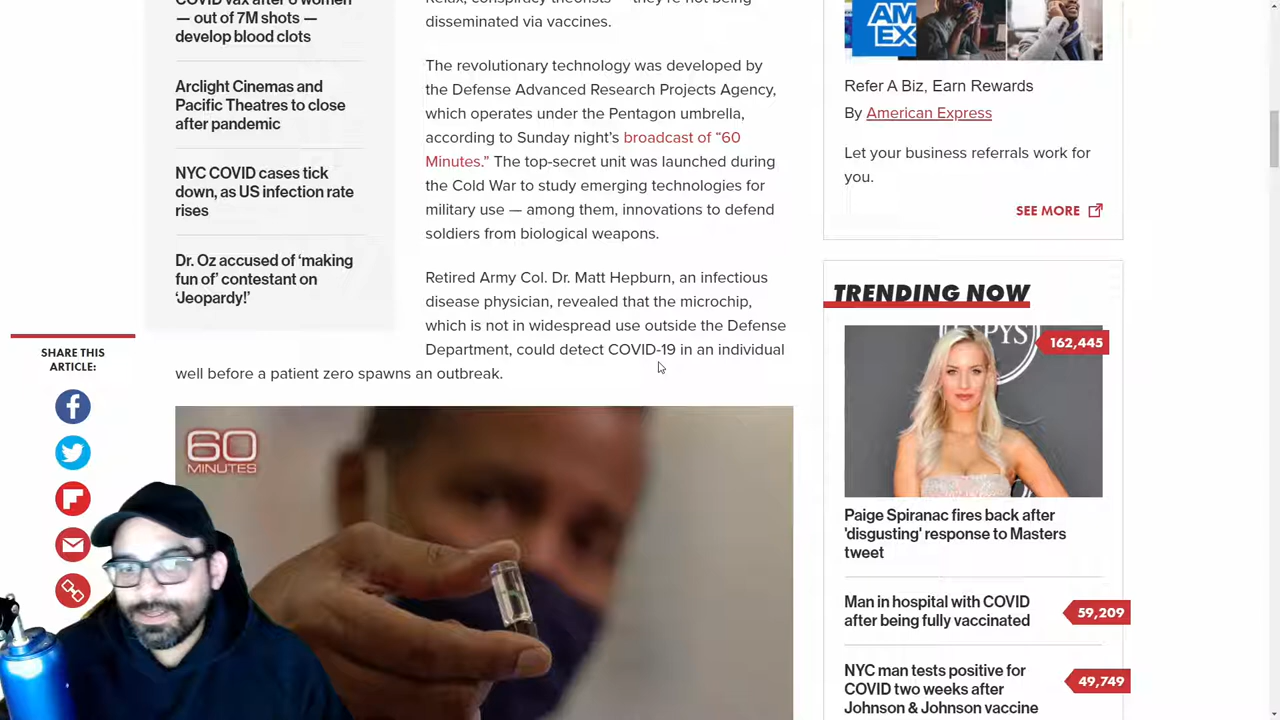 COVID vax after 6 women
— out of 7M shots —
develop blood clots
Arclight Cinemas and
Pacific Theatres to close
after pandemic
NYC COVID cases tick
down, as US infection rate
rises
Dr. Oz accused of ‘making
fun of’ contestant on
‘Jeopardy!’
SHARE THIS
ARTICLE:
Relax, conspiracy theorists — they’re not being
disseminated via vaccines.
The revolutionary technology was developed by
the Defense Advanced Research Projects Agency,
which operates under the Pentagon umbrella,
according to Sunday night’s broadcast of “60
Minutes.” The top-secret unit was launched during
the Cold War to study emerging technologies for
military use — among them, innovations to defend
soldiers from biological weapons.
Retired Army Col. Dr. Matt Hepburn, an infectious
disease physician, revealed that the microchip,
which is not in widespread use outside the Defense
Department, could detect COVID-19 in an individual
well before a patient zero spawns an outbreak.
60
MINUTES
AM
EX
Refer A Biz, Earn Rewards
By American Express
Let your business referrals work for
you.
SEE MORE
TRENDING NOW
ESPYS
162,445
Paige Spiranac fires back after
'disgusting' response to Masters
tweet
Man in hospital with COVID
after being fully vaccinated
59,209
NYC man tests positive for
COVID two weeks after
Johnson & Johnson vaccine
49,749